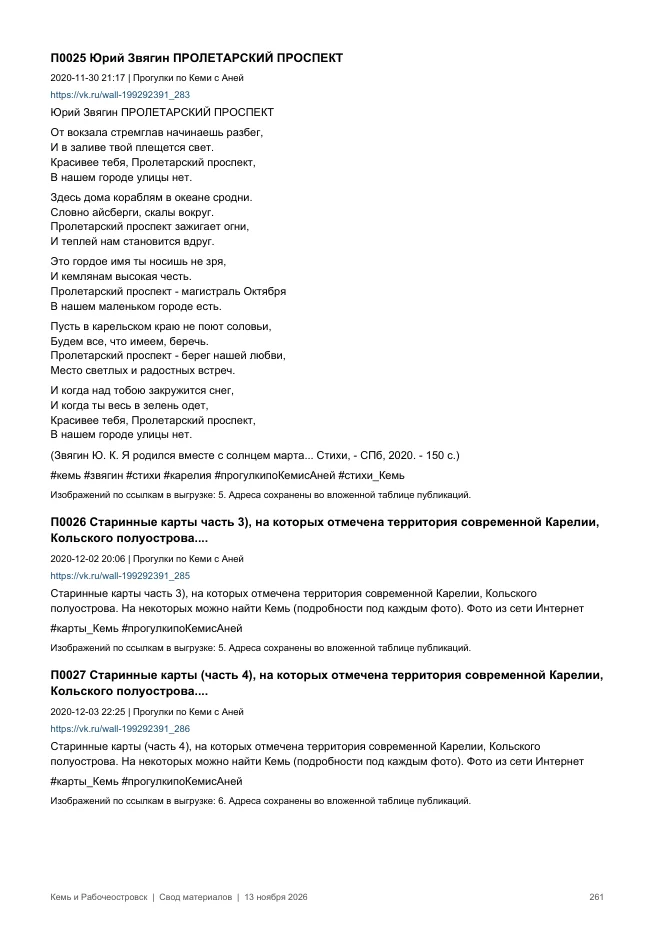 П0025 Юрий Звягин ПРОЛЕТАРСКИЙ ПРОСПЕКТ
2020-11-30 21:17 | Прогулки по Кеми с Аней
https://vk.ru/wall-199292391_283
Юрий Звягин ПРОЛЕТАРСКИЙ ПРОСПЕКТ
От вокзала стремглав начинаешь разбег,
И в заливе твой плещется свет.
Красивее тебя, Пролетарский проспект,
В нашем городе улицы нет.
Здесь дома кораблям в океане сродни.
Словно айсберги, скалы вокруг.
Пролетарский проспект зажигает огни,
И теплей нам становится вдруг.
Это гордое имя ты носишь не зря,
И кемлянам высокая честь.
Пролетарский проспект - магистраль Октября
В нашем маленьком городе есть.
Пусть в карельском краю не поют соловьи,
Будем все, что имеем, беречь.
Пролетарский проспект - берег нашей любви,
Место светлых и радостных встреч.
И когда над тобою закружится снег,
И когда ты весь в зелень одет,
Красивее тебя, Пролетарский проспект,
В нашем городе улицы нет.
(Звягин Ю. К. Я родился вместе с солнцем марта... Стихи, - СПб, 2020. - 150 с.)
#кемь #звягин #стихи #карелия #прогулкипоКемисАней #стихи_Кемь
Изображений по ссылкам в выгрузке: 5. Адреса сохранены во вложенной таблице публикаций.
П0026 Старинные карты часть 3), на которых отмечена территория современной Карелии,
Кольского полуострова....
2020-12-02 20:06 | Прогулки по Кеми с Аней
https://vk.ru/wall-199292391_285
Старинные карты часть 3), на которых отмечена территория современной Карелии, Кольского
полуострова. На некоторых можно найти Кемь (подробности под каждым фото). Фото из сети Интернет
#карты_Кемь #прогулкипоКемисАней
Изображений по ссылкам в выгрузке: 5. Адреса сохранены во вложенной таблице публикаций.
П0027 Старинные карты (часть 4), на которых отмечена территория современной Карелии,
Кольского полуострова....
2020-12-03 22:25 | Прогулки по Кеми с Аней
https://vk.ru/wall-199292391_286
Старинные карты (часть 4), на которых отмечена территория современной Карелии, Кольского
полуострова. На некоторых можно найти Кемь (подробности под каждым фото). Фото из сети Интернет
#карты_Кемь #прогулкипоКемисАней
Изображений по ссылкам в выгрузке: 6. Адреса сохранены во вложенной таблице публикаций.
Кемь и Рабочеостровск | Свод материалов | 13 ноября 2026
261